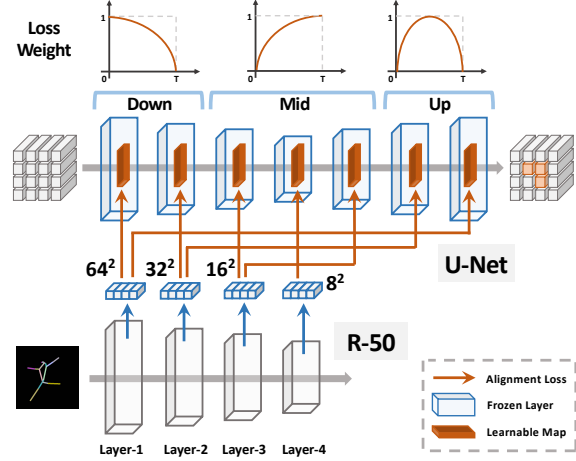 Loss
Weight
1
0
T
1
0
T
1
0
T
Down
Mid
Up
64²
32²
16²
8²
U-Net
R-50
Layer-1
Layer-2
Layer-3
Layer-4
Alignment Loss
Frozen Layer
Learnable Map